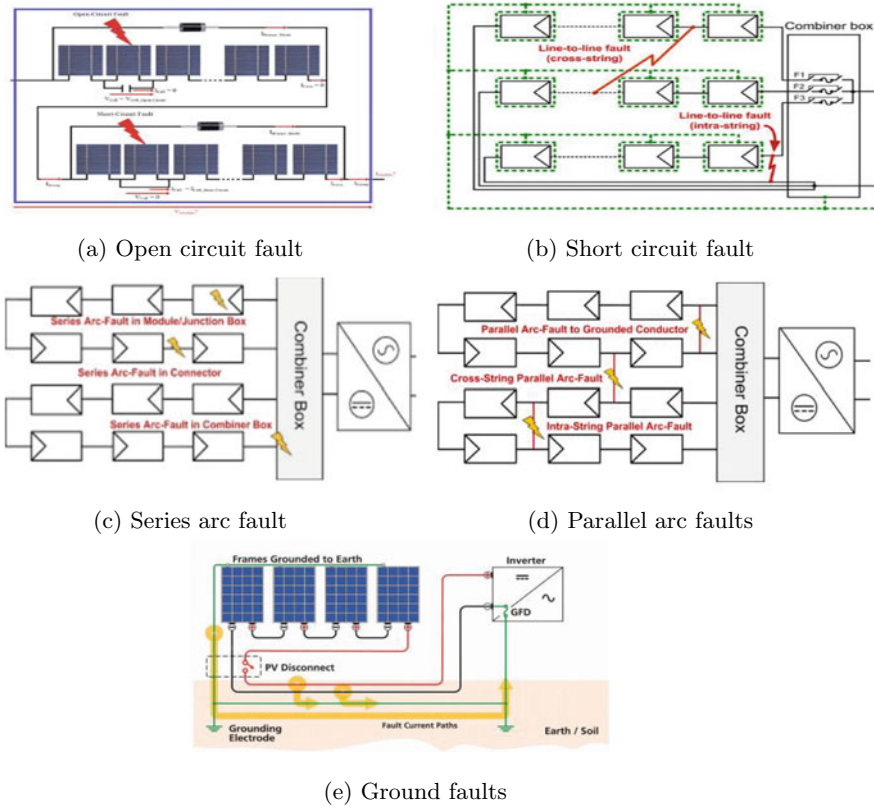 Open-Circuit Fault
Short-Circuit Fault
Line-to-line fault
(cross-string)
Combiner box
F1
F2
F3
Line-to-line fault
(intra-string)
(a) Open circuit fault
(b) Short circuit fault
Series Arc-Fault in Module/Junction Box
Series Arc-Fault in Connector
Series Arc-Fault in Combiner Box
Combiner Box
Parallel Arc-Fault to Grounded Conductor
Cross-String Parallel Arc-Fault
Intra-String Parallel Arc-Fault
Combiner Box
(c) Series arc fault
(d) Parallel arc faults
Frames Grounded to Earth
Inverter
GFD
PV Disconnect
Fault Current Paths
Grounding
Electrode
Earth / Soil
(e) Ground faults